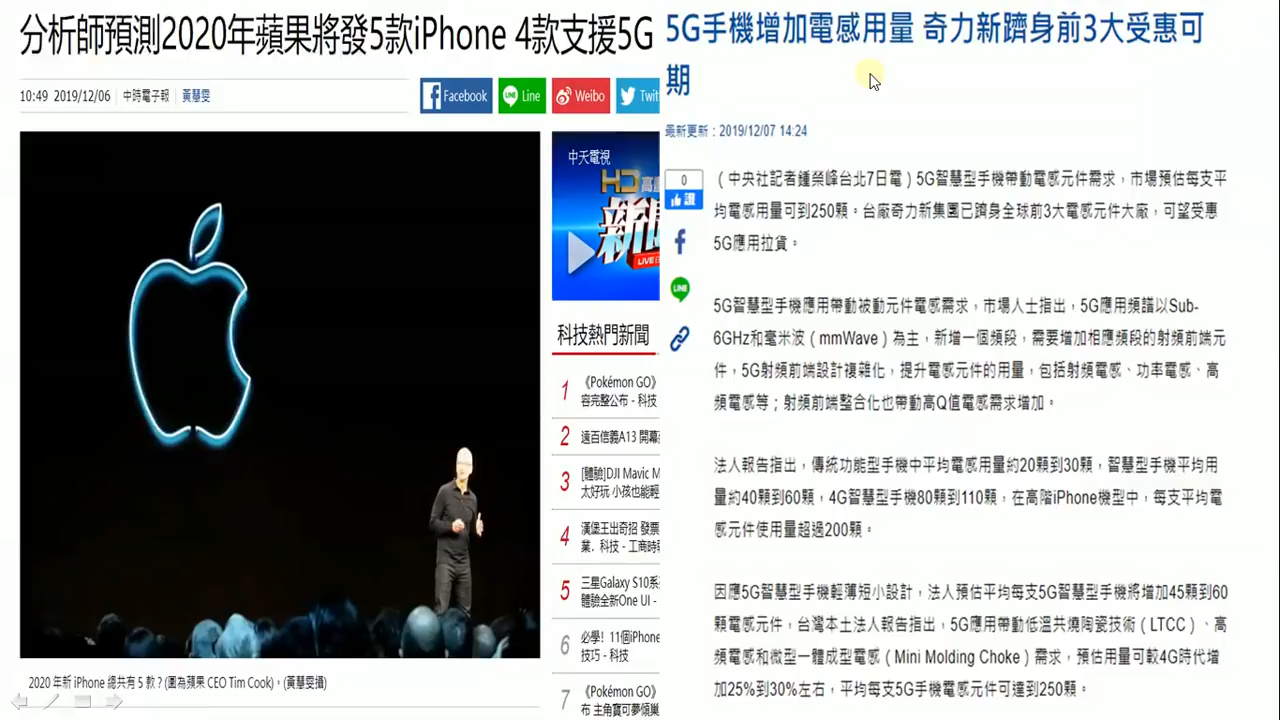 分析師預測2020年蘋果將發5款iPhone 4款支援5G
10:49 2019/12/06 中時電子報 黃慧雯
Facebook
Line
Weibo
Twit
中天電視
HD
LIVE
科技熱門新聞
1 《Pokémon GO》
容完整公布 - 科技
2 遠百信義A13 開幕
3 [體驗]DJI Mavic M
太好玩 小孩也能輕
4 漢堡王出奇招 發票
業．科技 - 工商時
5 三星Galaxy S10系
體驗全新One UI -
6 必學！11個iPhone
技巧 - 科技
7 《Pokémon GO》
布 主角寶可夢傾巢
2020 年新 iPhone 總共有 5 款？(圖為蘋果 CEO Tim Cook)。(黃慧雯攝)
5G手機增加電感用量 奇力新躋身前3大受惠可
期
最新更新：2019/12/07 14:24
0
讚
LINE
（中央社記者鍾榮峰台北7日電）5G智慧型手機帶動電感元件需求，市場預估每支平
均電感用量可到250顆。台廠奇力新集團已躋身全球前3大電感元件大廠，可望受惠
5G應用拉貨。
5G智慧型手機應用帶動被動元件電感需求，市場人士指出，5G應用頻譜以Sub-
6GHz和毫米波（mmWave）為主，新增一個頻段，需要增加相應頻段的射頻前端元
件，5G射頻前端設計複雜化，提升電感元件的用量，包括射頻電感、功率電感、高
頻電感等；射頻前端整合化也帶動高Q值電感需求增加。
法人報告指出，傳統功能型手機中平均電感用量約20顆到30顆，智慧型手機平均用
量約40顆到60顆，4G智慧型手機80顆到110顆，在高階iPhone機型中，每支平均電
感元件使用量超過200顆。
因應5G智慧型手機輕薄短小設計，法人預估平均每支5G智慧型手機將增加45顆到60
顆電感元件，台灣本土法人報告指出，5G應用帶動低溫共燒陶瓷技術（LTCC）、高
頻電感和微型一體成型電感（Mini Molding Choke）需求，預估用量可較4G時代增
加25%到30%左右，平均每支5G手機電感元件可達到250顆。